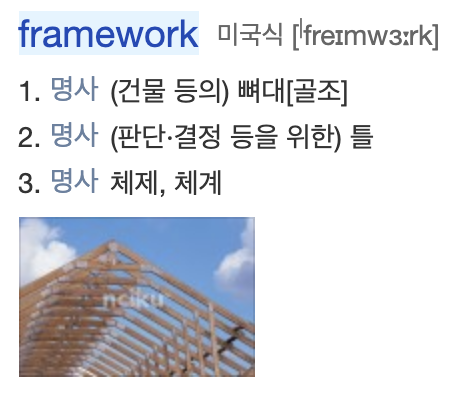 framework 미국식 [ˈfreɪmwɜːrk]
1. 명사 (건물 등의) 뼈대[골조]
2. 명사 (판단·결정 등을 위한) 틀
3. 명사 체제, 체계
nciku